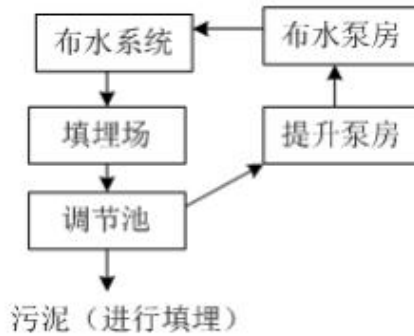 布水系统
布水泵房
填埋场
提升泵房
调节池
污泥（进行填埋）